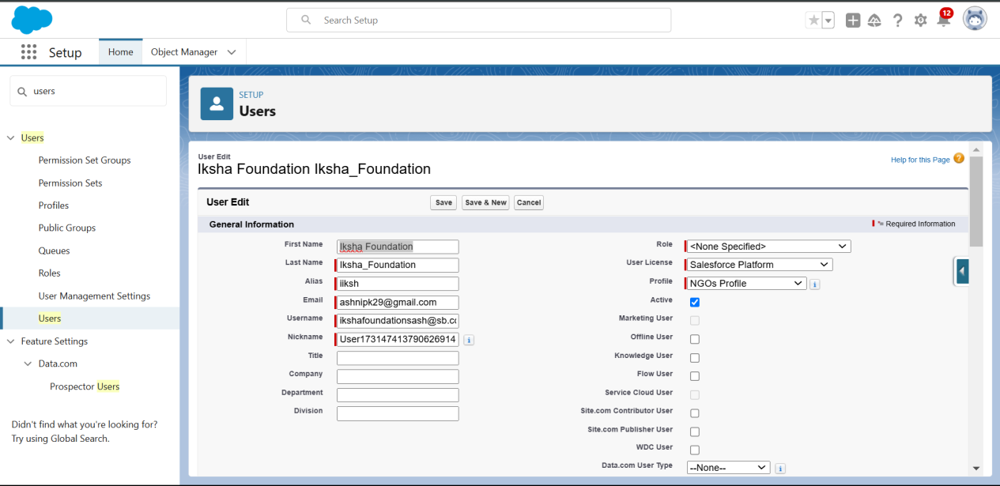 Search Setup
12
Setup
Home
Object Manager
users
Users
Permission Set Groups
Permission Sets
Profiles
Public Groups
Queues
Roles
User Management Settings
Users
Feature Settings
Data.com
Prospector Users
Didn't find what you're looking for?
Try using Global Search.
SETUP
Users
User Edit
Iksha Foundation Iksha_Foundation
Help for this Page ?
User Edit
Save
Save & New
Cancel
General Information
= Required Information
First Name Iksha Foundation
Last Name Iksha_Foundation
Alias iiksh
Email ashnipk29@gmail.com
Username ikshafoundationsash@sb.co
Nickname User173147413790626914 i
Title
Company
Department
Division
Role <None Specified>
User License Salesforce Platform
Profile NGOs Profile i
Active
Marketing User
Offline User
Knowledge User
Flow User
Service Cloud User
Site.com Contributor User
Site.com Publisher User
WDC User
Data.com User Type --None-- i